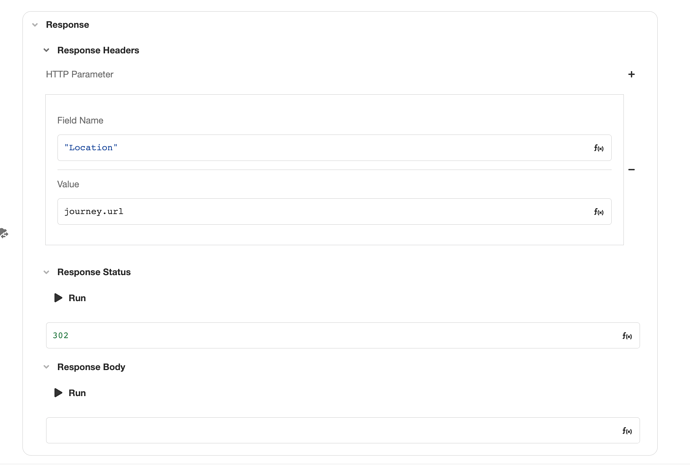 Response
Response Headers
HTTP Parameter
+
Field Name
"Location"
f(x)
−
Value
journey.url
f(x)
Response Status
Run
302
f(x)
Response Body
Run
f(x)